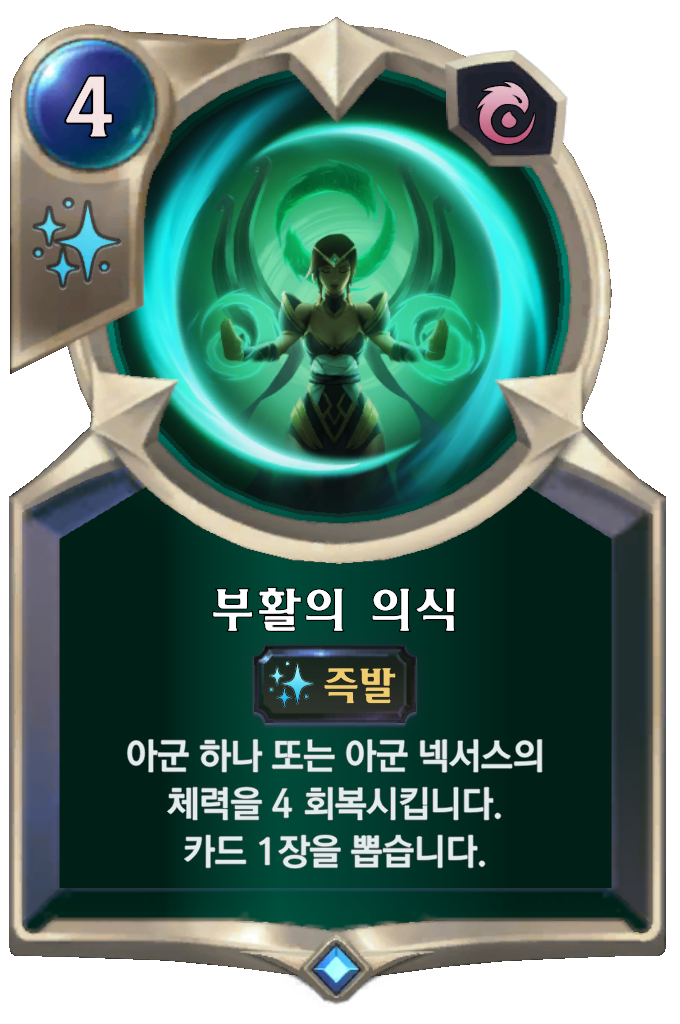 4
부활의 의식
즉발
아군 하나 또는 아군 넥서스의
체력을 4 회복시킵니다.
카드 1장을 뽑습니다.